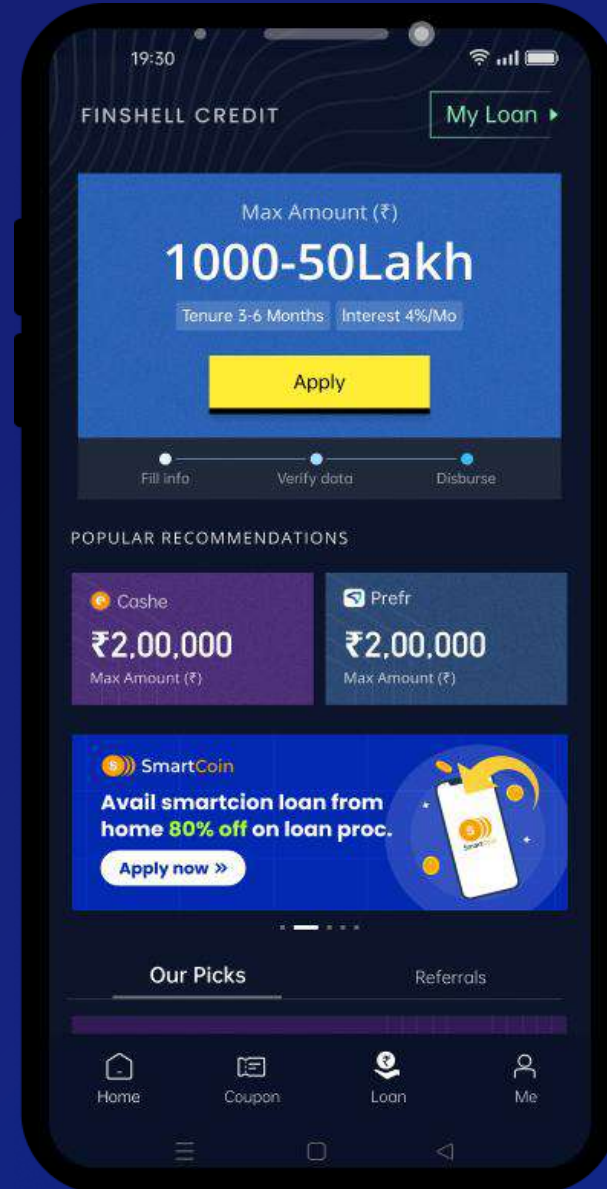 19:30
FINSHELL CREDIT
My Loan
Max Amount (₹)
1000-50Lakh
Tenure 3-6 Months Interest 4%/Mo
Apply
Fill info Verify data Disburse
POPULAR RECOMMENDATIONS
Cashe
₹2,00,000
Max Amount (₹)
Prefr
₹2,00,000
Max Amount (₹)
SmartCoin
Avail smartcion loan from
home 80% off on loan proc.
Apply now »
SmartCoin
Our Picks Referrals
Home Coupon Loan Me